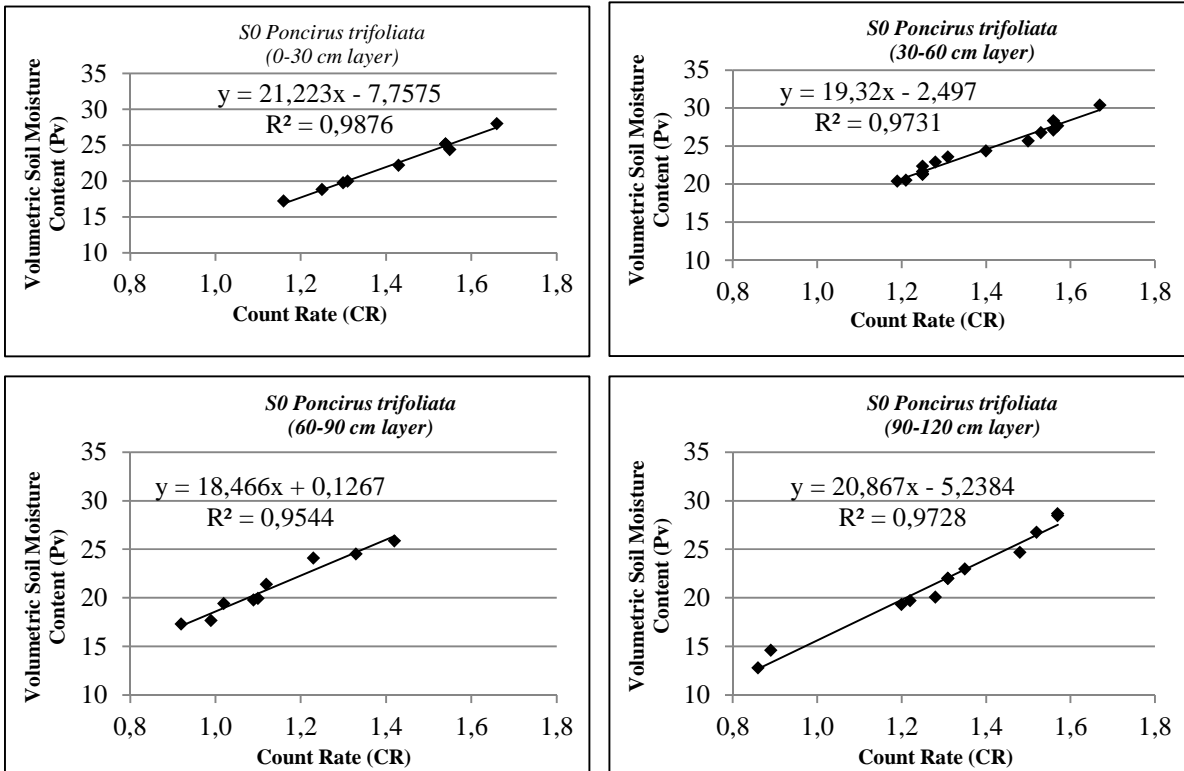 S0 Poncirus trifoliata
(0-30 cm layer)
y = 21,223x - 7,7575
R² = 0,9876
35
30
25
20
15
10
0,8 1,0 1,2 1,4 1,6 1,8
Volumetric Soil Moisture
Content (Pv)
Count Rate (CR)
S0 Poncirus trifoliata
(30-60 cm layer)
y = 19,32x - 2,497
R² = 0,9731
35
30
25
20
15
10
0,8 1,0 1,2 1,4 1,6 1,8
Volumetric Soil Moisture
Content (Pv)
Count Rate (CR)
S0 Poncirus trifoliata
(60-90 cm layer)
y = 18,466x + 0,1267
R² = 0,9544
35
30
25
20
15
10
0,8 1,0 1,2 1,4 1,6 1,8
Volumetric Soil Moisture
Content (Pv)
Count Rate (CR)
S0 Poncirus trifoliata
(90-120 cm layer)
y = 20,867x - 5,2384
R² = 0,9728
35
30
25
20
15
10
0,8 1,0 1,2 1,4 1,6 1,8
Volumetric Soil Moisture
Content (Pv)
Count Rate (CR)